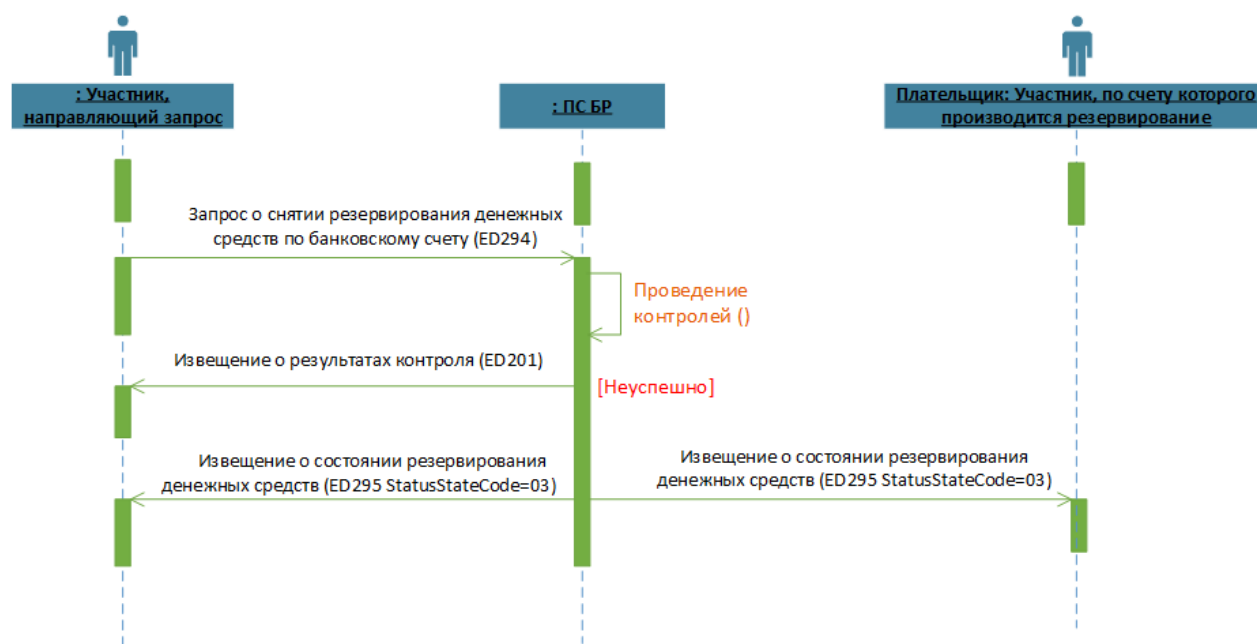 : Участник,
направляющий запрос
: ПС БР
Плательщик: Участник, по счету которого
производится резервирование
Запрос о снятии резервирования денежных
средств по банковскому счету (ED294)
Проведение
контролей ()
Извещение о результатах контроля (ED201)
[Неуспешно]
Извещение о состоянии резервирования
денежных средств (ED295 StatusStateCode=03)
Извещение о состоянии резервирования
денежных средств (ED295 StatusStateCode=03)